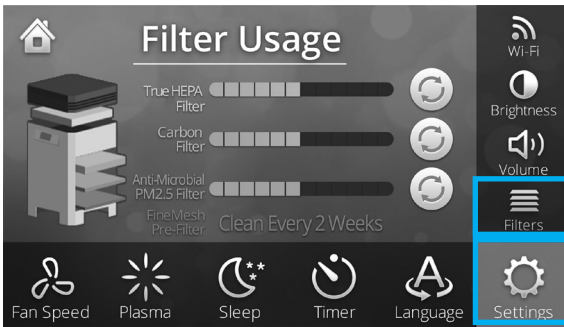 Filter Usage
True HEPA
Filter
Carbon
Filter
Anti-Microbial
PM2.5 Filter
FineMesh
Pre-Filter
Clean Every 2 Weeks
Wi-Fi
Brightness
Volume
Filters
Fan Speed
Plasma
Sleep
Timer
A
Language
Settings